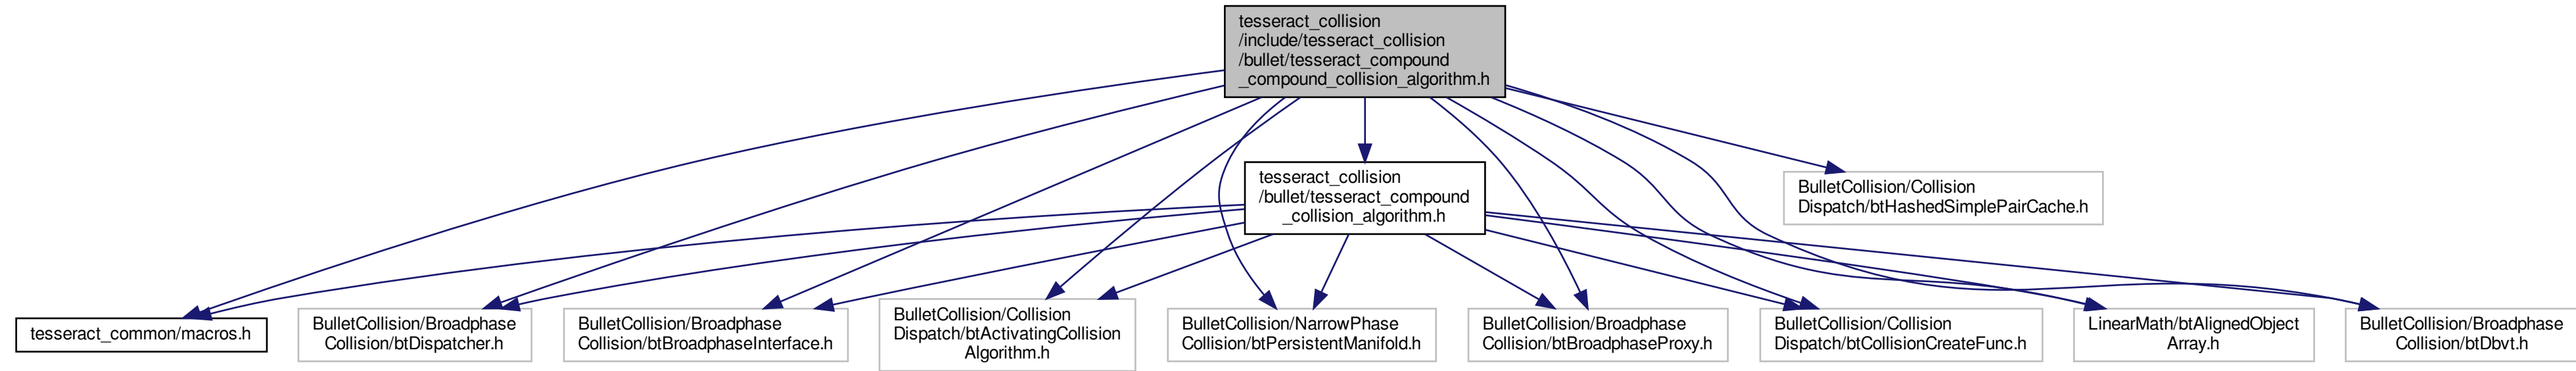 tesseract_collision
/include/tesseract_collision
/bullet/tesseract_compound
_compound_collision_algorithm.h
tesseract_collision
/bullet/tesseract_compound
_collision_algorithm.h
BulletCollision/Collision
Dispatch/btHashedSimplePairCache.h
tesseract_common/macros.h
BulletCollision/Broadphase
Collision/btDispatcher.h
BulletCollision/Broadphase
Collision/btBroadphaseInterface.h
BulletCollision/Collision
Dispatch/btActivatingCollision
Algorithm.h
BulletCollision/NarrowPhase
Collision/btPersistentManifold.h
BulletCollision/Broadphase
Collision/btBroadphaseProxy.h
BulletCollision/Collision
Dispatch/btCollisionCreateFunc.h
LinearMath/btAlignedObject
Array.h
BulletCollision/Broadphase
Collision/btDbvt.h